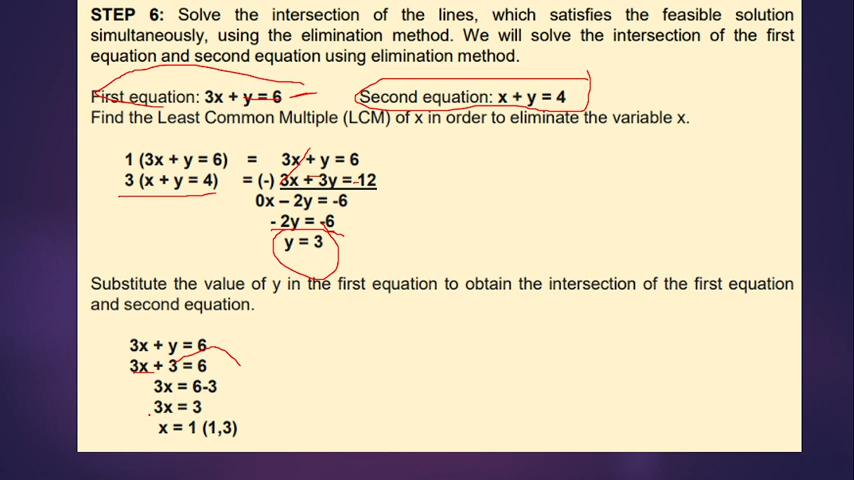 STEP 6: Solve the intersection of the lines, which satisfies the feasible solution
simultaneously, using the elimination method. We will solve the intersection of the first
equation and second equation using elimination method.
First equation: 3x + y = 6 Second equation: x + y = 4
Find the Least Common Multiple (LCM) of x in order to eliminate the variable x.
1 (3x + y = 6) = 3x + y = 6
3 (x + y = 4) = (-) 3x + 3y = 12
0x – 2y = -6
- 2y = -6
y = 3
Substitute the value of y in the first equation to obtain the intersection of the first equation
and second equation.
3x + y = 6
3x + 3 = 6
3x = 6-3
3x = 3
x = 1 (1,3)